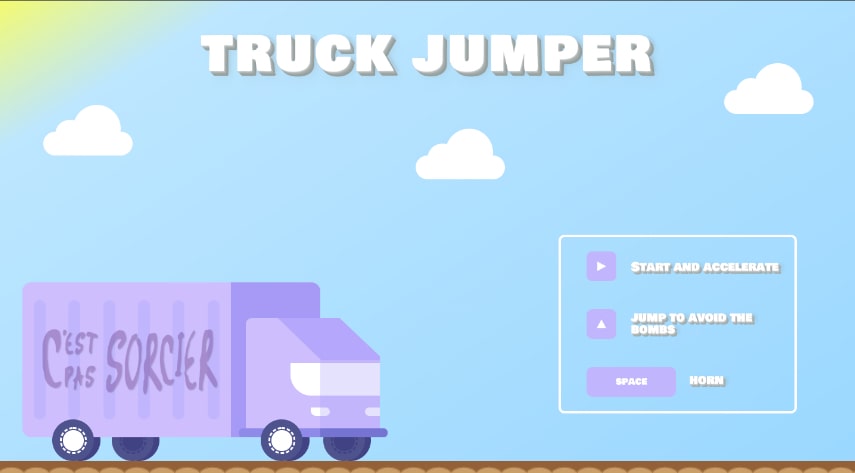 TRUCK JUMPER
C'EST
PAS SORCIER
START AND ACCELERATE
JUMP TO AVOID THE
BOMBS
SPACE HORN